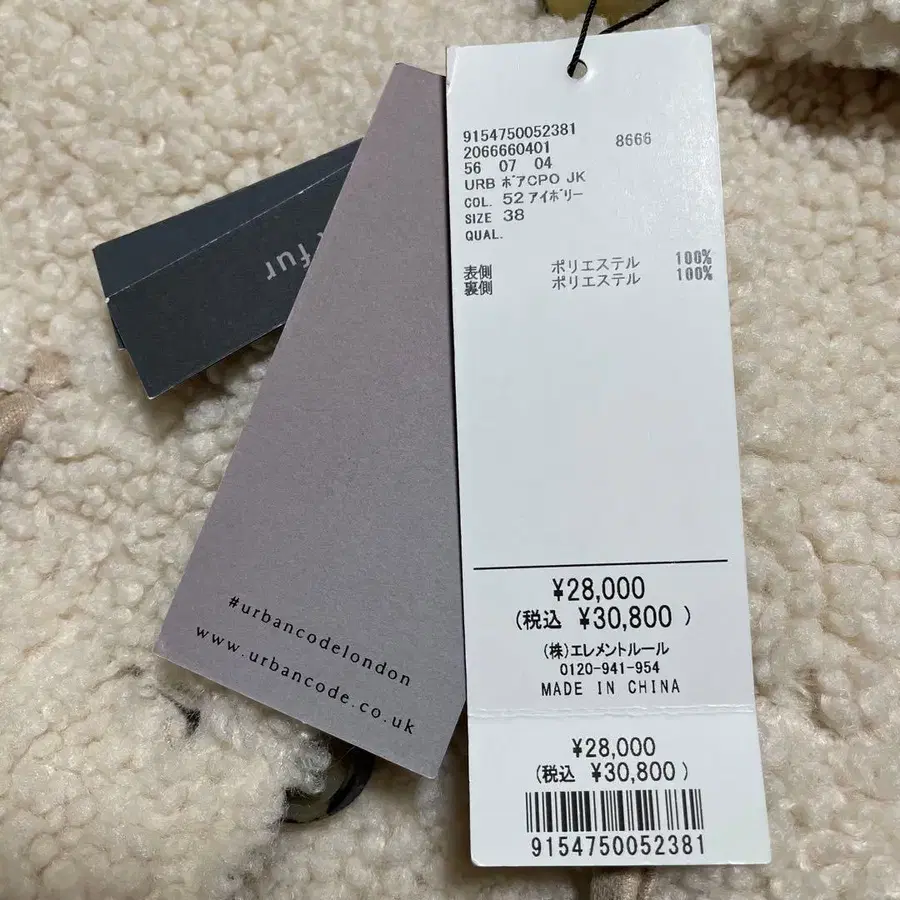 9154750052381
2066660401 8666
56 07 04
URB ボアCPO JK
COL. 52 アイボリー
SIZE 38
QUAL.
表側 ポリエステル 100%
裏側 ポリエステル 100%
¥28,000
(税込 ¥30,800 )
(株)エレメントルール
0120-941-954
MADE IN CHINA
¥28,000
(税込 ¥30,800 )
9154750052381
#urbancodelondon
www.urbancode.co.uk
fur